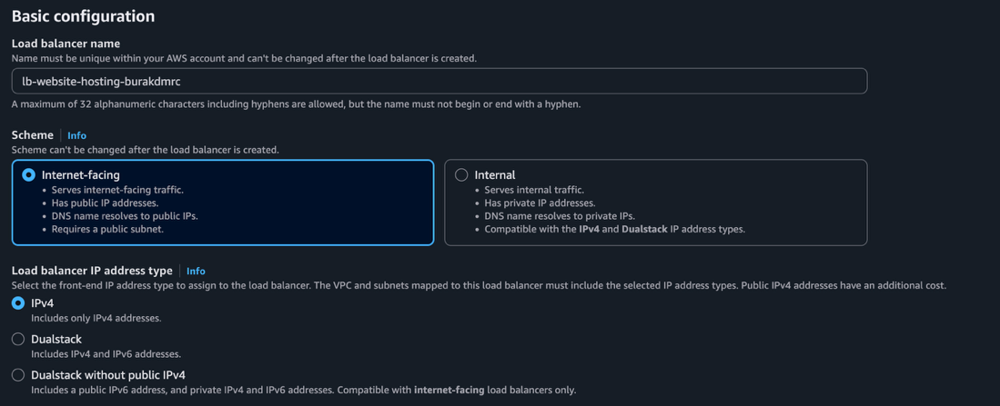 Basic configuration
Load balancer name
Name must be unique within your AWS account and can't be changed after the load balancer is created.
lb-website-hosting-burakdmrc
A maximum of 32 alphanumeric characters including hyphens are allowed, but the name must not begin or end with a hyphen.
Scheme | Info
Scheme can't be changed after the load balancer is created.
Internet-facing
• Serves internet-facing traffic.
• Has public IP addresses.
• DNS name resolves to public IPs.
• Requires a public subnet.
Internal
• Serves internal traffic.
• Has private IP addresses.
• DNS name resolves to private IPs.
• Compatible with the IPv4 and Dualstack IP address types.
Load balancer IP address type | Info
Select the front-end IP address type to assign to the load balancer. The VPC and subnets mapped to this load balancer must include the selected IP address types. Public IPv4 addresses have an additional cost.
IPv4
Includes only IPv4 addresses.
Dualstack
Includes IPv4 and IPv6 addresses.
Dualstack without public IPv4
Includes a public IPv6 address, and private IPv4 and IPv6 addresses. Compatible with internet-facing load balancers only.